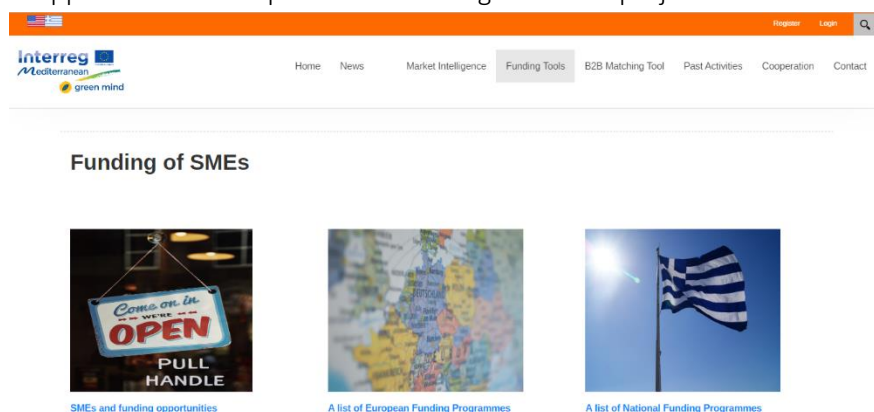 Register Login
Interreg
Mediterranean
green mind
Home News Market Intelligence Funding Tools B2B Matching Tool Past Activities Cooperation Contact
Funding of SMEs
Come on in
WE'RE
OPEN
PULL
HANDLE
DEUTSCHLAND
SMEs and funding opportunities
A list of European Funding Programmes
A list of National Funding Programmes